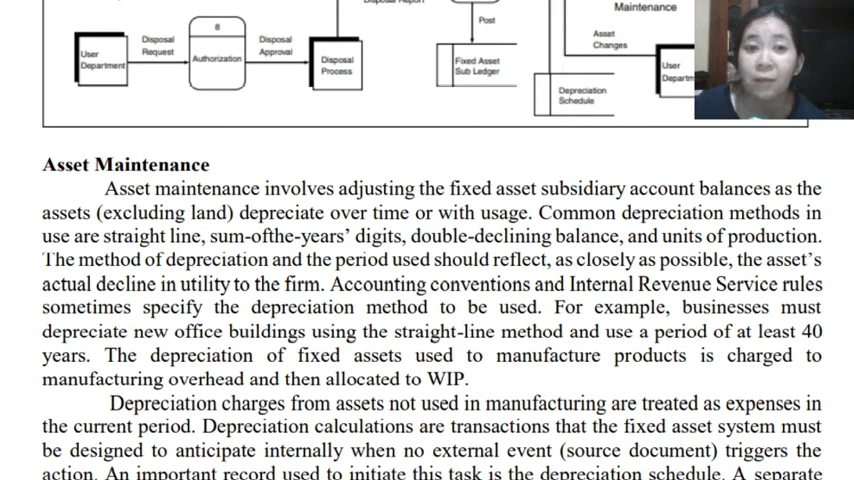 Disposal Report
8
Maintenance
Post
Disposal
Request
Disposal
Approval
Asset
Changes
User
Department
Authorization
Disposal
Process
Fixed Asset
Sub Ledger
User
Depreciation
Schedule
Asset Maintenance
Asset maintenance involves adjusting the fixed asset subsidiary account balances as the
assets (excluding land) depreciate over time or with usage. Common depreciation methods in
use are straight line, sum-ofthe-years’ digits, double-declining balance, and units of production.
The method of depreciation and the period used should reflect, as closely as possible, the asset’s
actual decline in utility to the firm. Accounting conventions and Internal Revenue Service rules
sometimes specify the depreciation method to be used. For example, businesses must
depreciate new office buildings using the straight-line method and use a period of at least 40
years. The depreciation of fixed assets used to manufacture products is charged to
manufacturing overhead and then allocated to WIP.
Depreciation charges from assets not used in manufacturing are treated as expenses in
the current period. Depreciation calculations are transactions that the fixed asset system must
be designed to anticipate internally when no external event (source document) triggers the
action. An important record used to initiate this task is the depreciation schedule. A separate